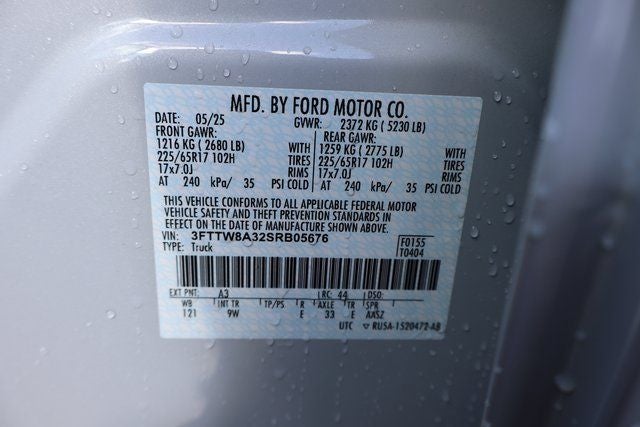 MFD. BY FORD MOTOR CO.
DATE: 05/25 GVWR: 2372 KG ( 5230 LB)
FRONT GAWR: REAR GAWR:
1216 KG ( 2680 LB) WITH 1259 KG ( 2775 LB) WITH
225/65R17 102H TIRES 225/65R17 102H TIRES
17x7.0J RIMS 17x7.0J RIMS
AT 240 kPa/ 35 PSI COLD AT 240 kPa/ 35 PSI COLD
THIS VEHICLE CONFORMS TO ALL APPLICABLE FEDERAL MOTOR
VEHICLE SAFETY AND THEFT PREVENTION STANDARDS IN
EFFECT ON THE DATE OF MANUFACTURE SHOWN ABOVE.
VIN: 3FTTW8A32SRB05676 F0155
TYPE: Truck T0404
EXT PNT: A3 RC: 44 DSO:
WB INT TR TP/PS R AXLE TR SPR
121 9W E 33 E AASZ
UTC ▽ RU5A-1520472-AB